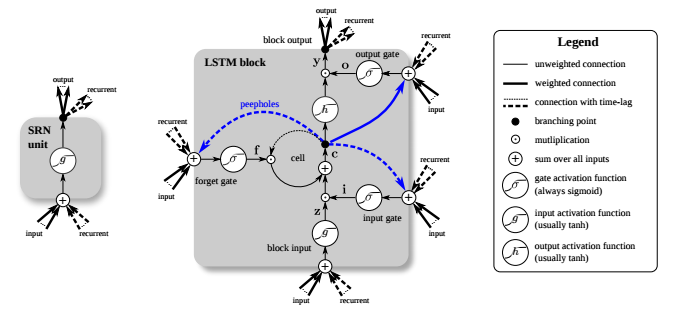 output
recurrent
SRN
unit
g
+
input
recurrent
output
recurrent
block output
LSTM block
y
o
output gate
σ
+
input
h
peepholes
recurrent
+
σ
f
input
forget gate
cell
c
+
recurrent
i
σ
+
z
input gate
input
g
block input
+
input
recurrent
Legend
unweighted connection
weighted connection
connection with time-lag
branching point
mutliplication
+ sum over all inputs
σ gate activation function
(always sigmoid)
g input activation function
(usually tanh)
h output activation function
(usually tanh)